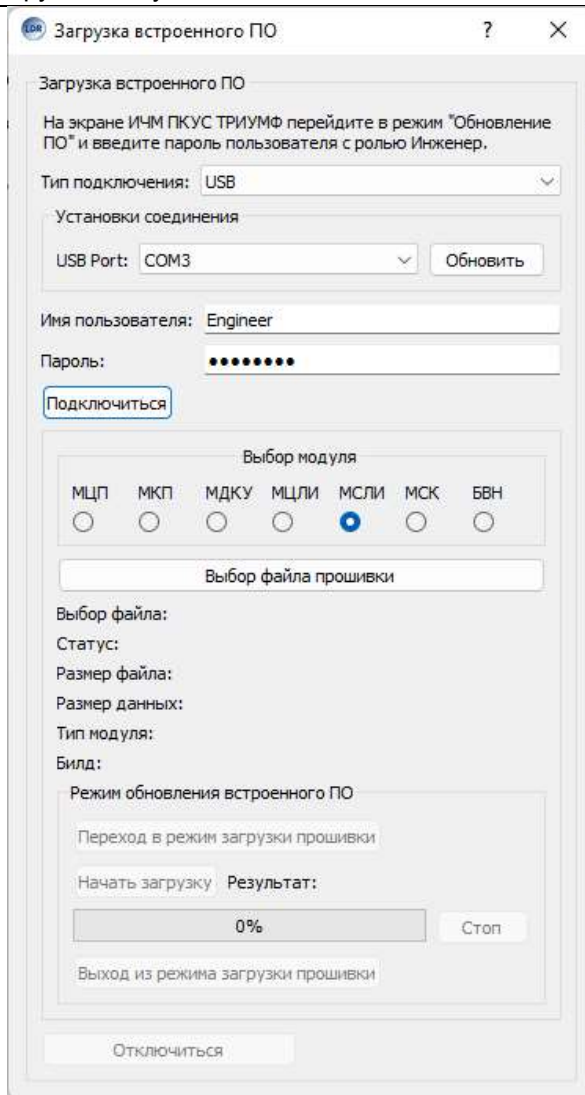 LDR Загрузка встроенного ПО ? ×
Загрузка встроенного ПО
На экране ИЧМ ПКУС ТРИУМФ перейдите в режим "Обновление
ПО" и введите пароль пользователя с ролью Инженер.
Тип подключения: USB
Установки соединения
USB Port: COM3 Обновить
Имя пользователя: Engineer
Пароль: ●●●●●●●●
Подключиться
Выбор модуля
МЦП МКП МДКУ МЦЛИ МСЛИ МСК БВН
Выбор файла прошивки
Выбор файла:
Статус:
Размер файла:
Размер данных:
Тип модуля:
Билд:
Режим обновления встроенного ПО
Переход в режим загрузки прошивки
Начать загрузку Результат:
0% Стоп
Выход из режима загрузки прошивки
Отключиться